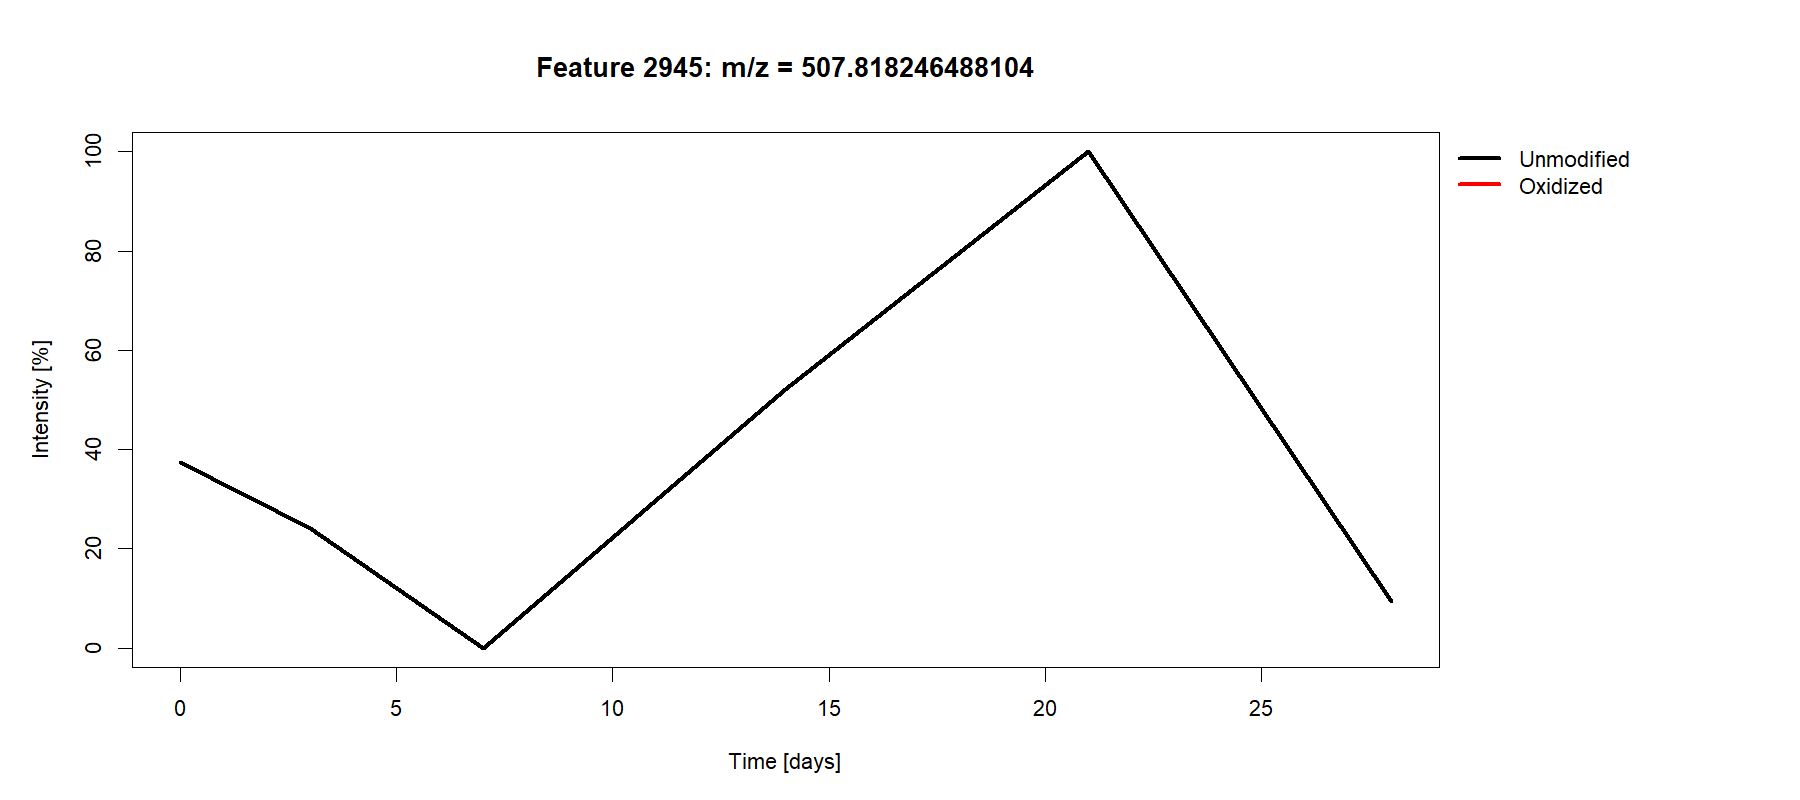 Feature 2945: m/z = 507.818246488104
100
80
60
40
20
0
Intensity [%]
0 5 10 15 20 25
Time [days]
Unmodified
Oxidized